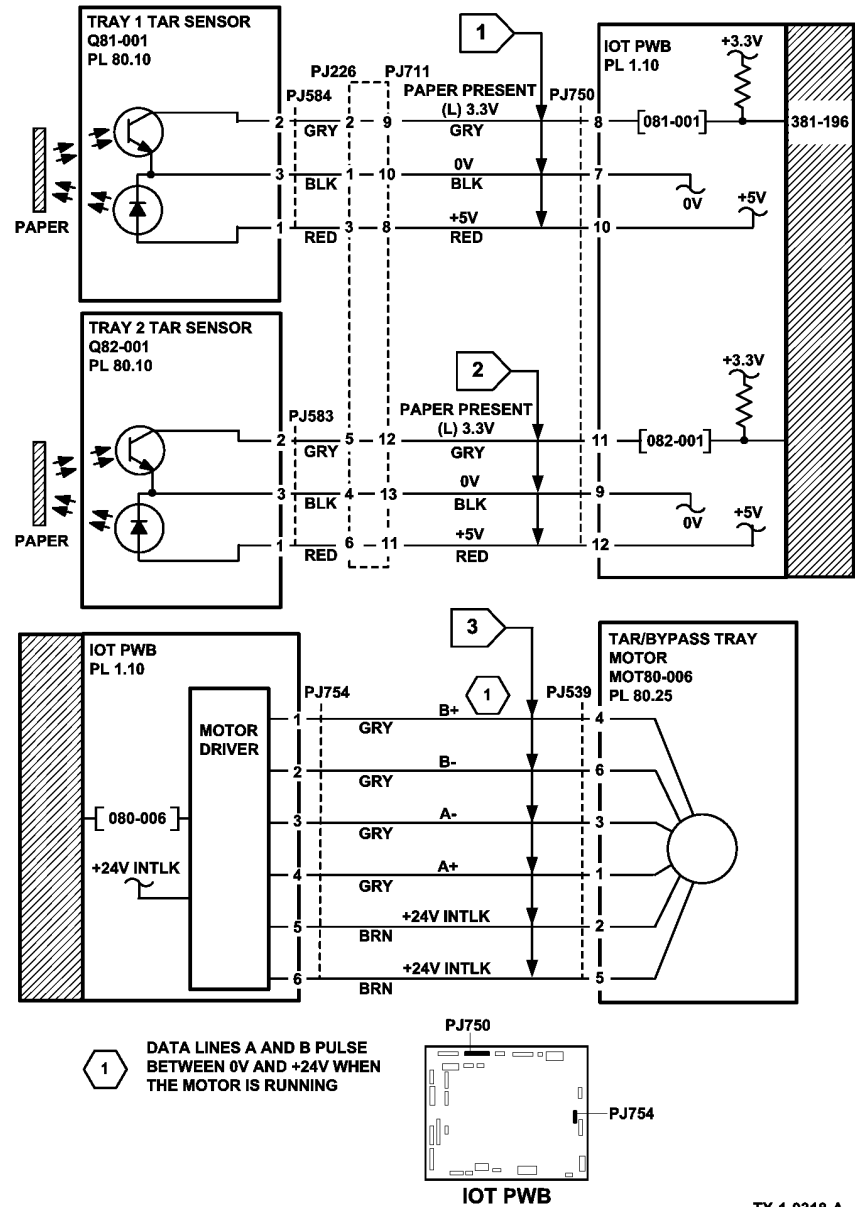 TRAY 1 TAR SENSOR
Q81-001
PL 80.10
1
IOT PWB
PL 1.10
+3.3V
PJ226 PJ711
PJ584
PAPER PRESENT
(L) 3.3V
PJ750
2 GRY 2 9 GRY 8 [081-001] 381-196
3 BLK 1 10 0V BLK 7 0V
1 RED 3 8 +5V RED 10 +5V
PAPER
TRAY 2 TAR SENSOR
Q82-001
PL 80.10
2
+3.3V
PJ583
PAPER PRESENT
(L) 3.3V
2 GRY 5 12 GRY 11 [082-001]
3 BLK 4 13 0V BLK 9 0V
1 RED 6 11 +5V RED 12 +5V
PAPER
3
IOT PWB
PL 1.10
TAR/BYPASS TRAY
MOTOR
MOT80-006
PL 80.25
PJ754
1
PJ539
MOTOR
DRIVER
1 GRY B+ 4
2 GRY B- 6
[080-006] 3 GRY A- 3
+24V INTLK
4 GRY A+ 1
5 BRN +24V INTLK 2
6 BRN +24V INTLK 5
1
DATA LINES A AND B PULSE
BETWEEN 0V AND +24V WHEN
THE MOTOR IS RUNNING
PJ750
PJ754
IOT PWB